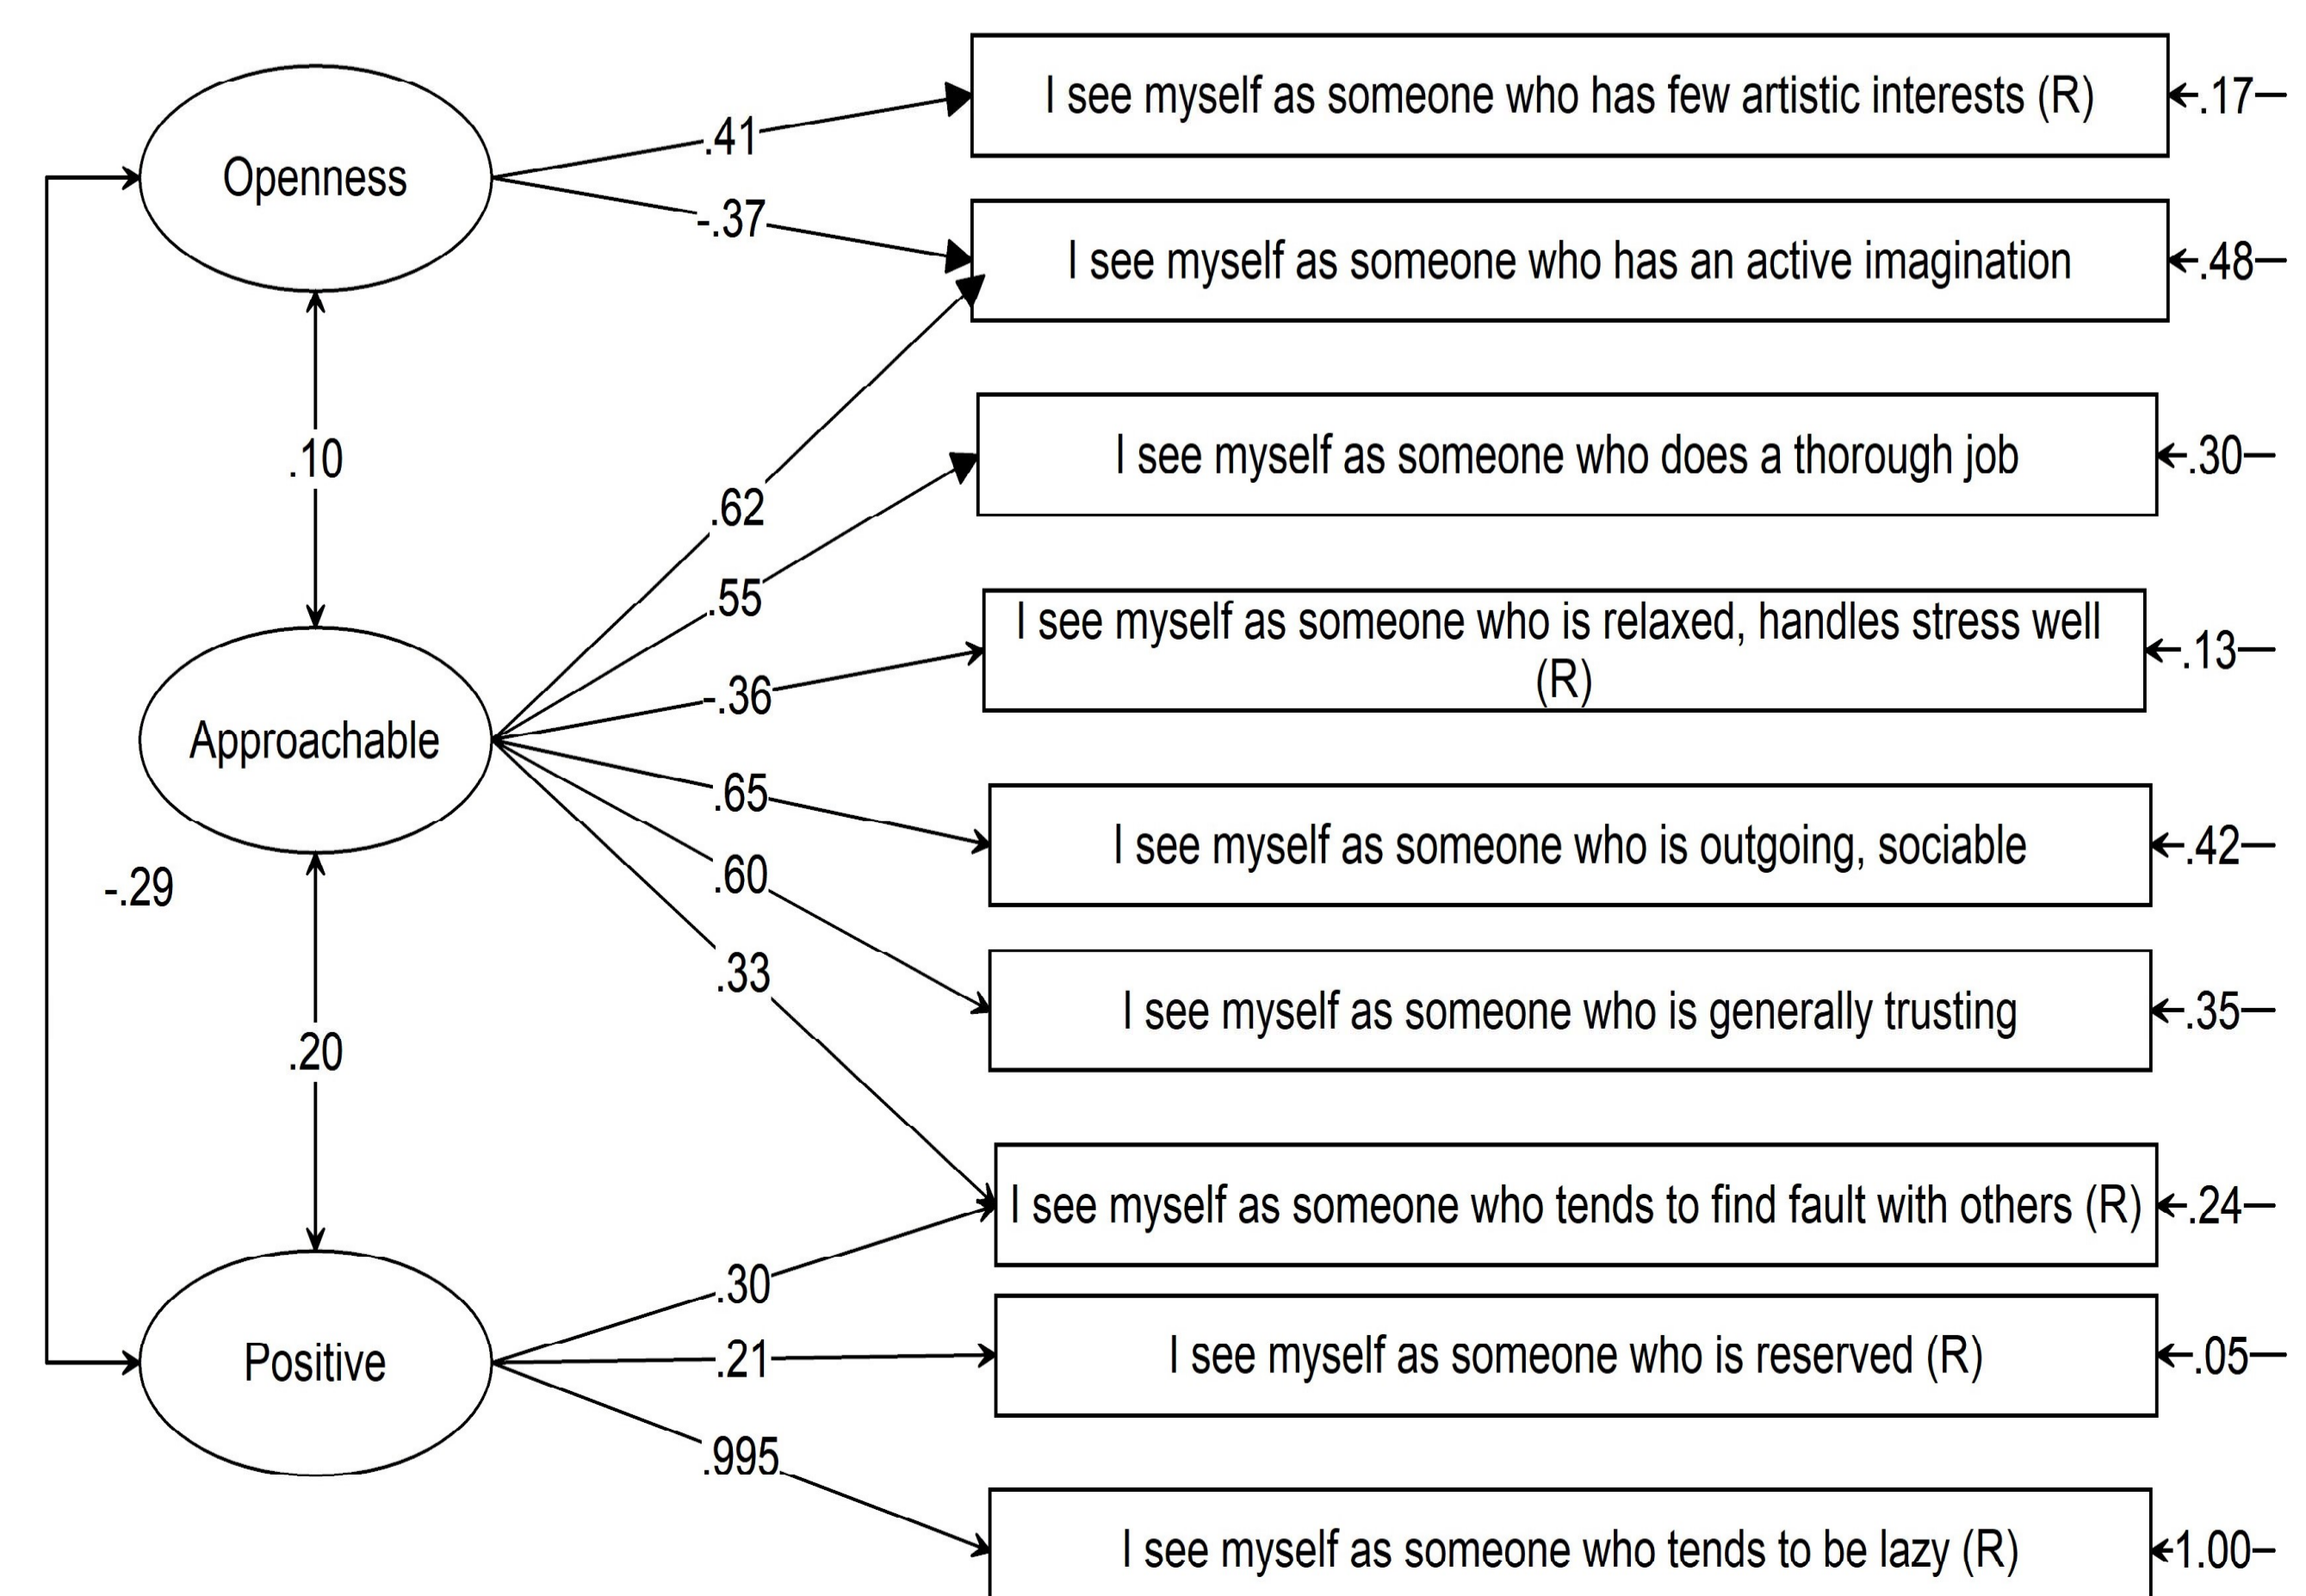 I see myself as someone who has few artistic interests (R)
.17
Openness
.41
-.37
I see myself as someone who has an active imagination
.48
.10
.62
I see myself as someone who does a thorough job
.30
.55
I see myself as someone who is relaxed, handles stress well
(R)
.13
-.36
Approachable
.65
I see myself as someone who is outgoing, sociable
.42
-.29
.60
.33
I see myself as someone who is generally trusting
.35
.20
I see myself as someone who tends to find fault with others (R)
.24
.30
Positive
.21
I see myself as someone who is reserved (R)
.05
.995
I see myself as someone who tends to be lazy (R)
1.00